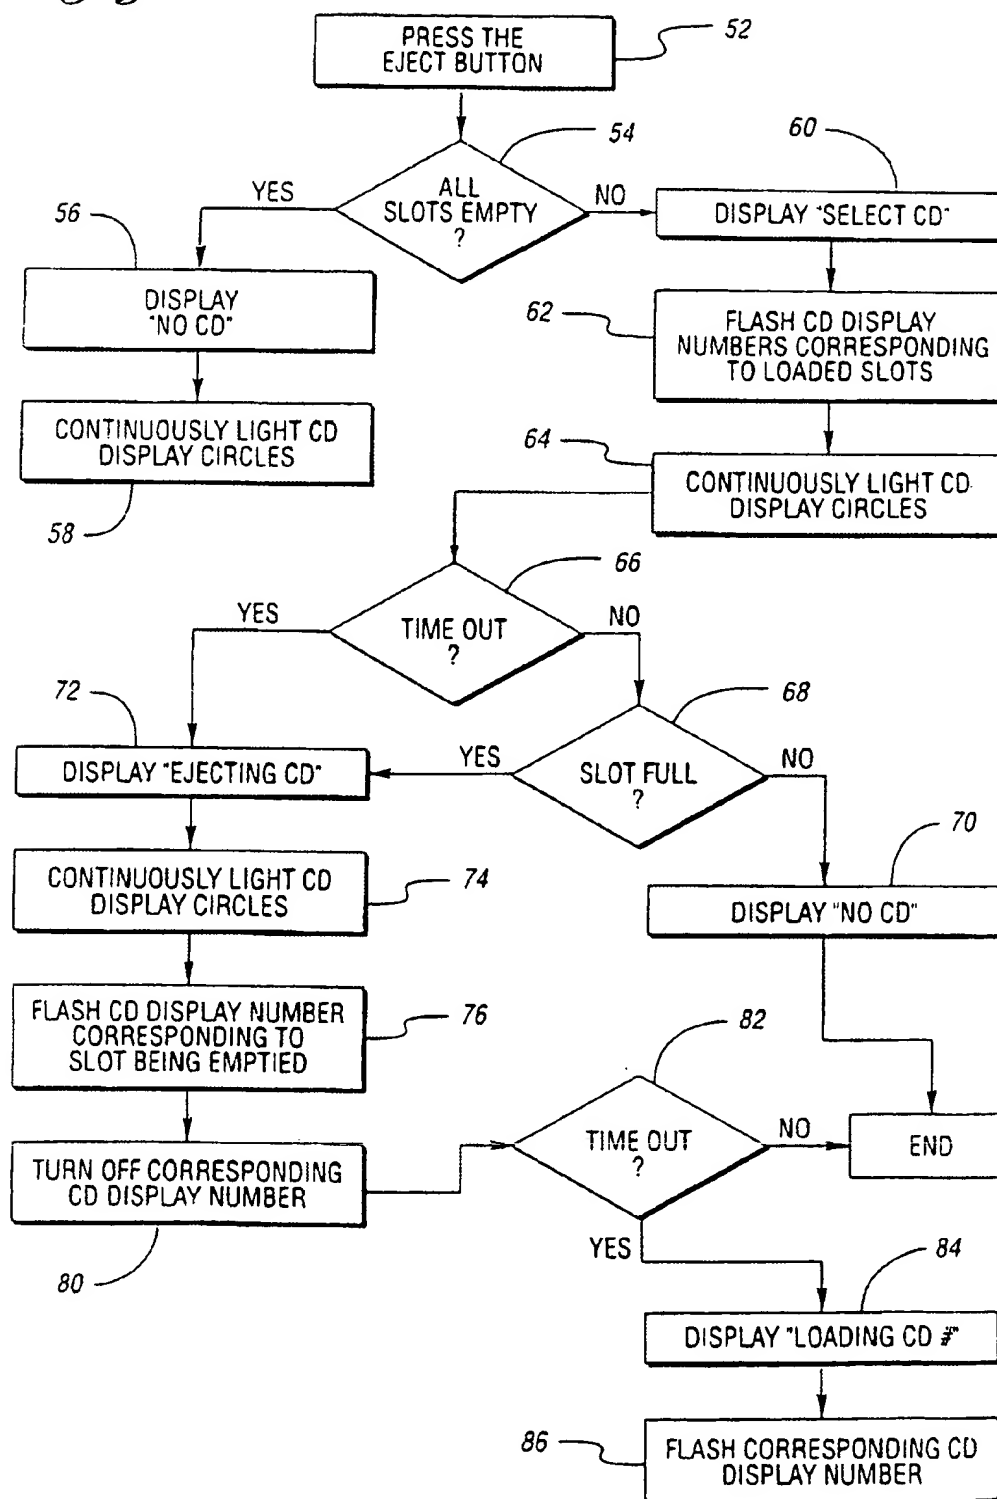 PRESS THE
EJECT BUTTON
52
54
ALL
SLOTS EMPTY
?
YES
NO
60
DISPLAY "SELECT CD"
56
DISPLAY
"NO CD"
62
FLASH CD DISPLAY
NUMBERS CORRESPONDING
TO LOADED SLOTS
CONTINUOUSLY LIGHT CD
DISPLAY CIRCLES
58
64
CONTINUOUSLY LIGHT CD
DISPLAY CIRCLES
66
TIME OUT
?
YES
NO
72
DISPLAY "EJECTING CD"
68
SLOT FULL
?
YES
NO
70
DISPLAY "NO CD"
CONTINUOUSLY LIGHT CD
DISPLAY CIRCLES
74
FLASH CD DISPLAY NUMBER
CORRESPONDING TO
SLOT BEING EMPTIED
76
82
TIME OUT
?
NO
END
TURN OFF CORRESPONDING
CD DISPLAY NUMBER
80
YES
84
DISPLAY "LOADING CD #"
86
FLASH CORRESPONDING CD
DISPLAY NUMBER